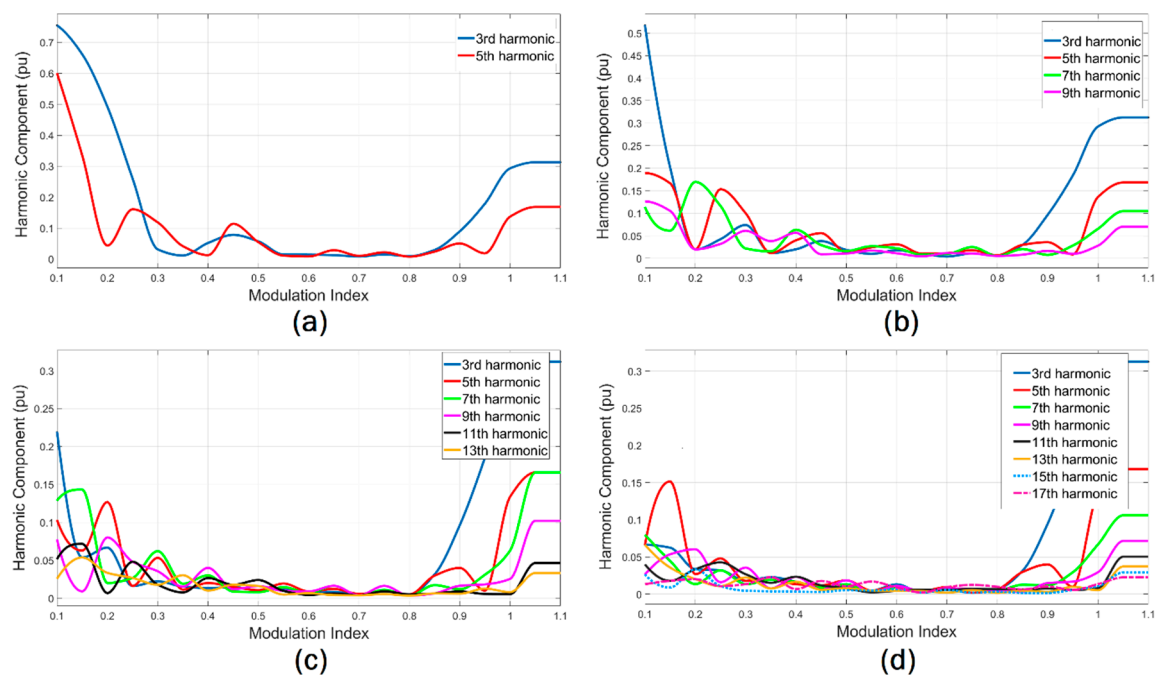 3rd harmonic
5th harmonic
Harmonic Component (pu)
0.7
0.6
0.5
0.4
0.3
0.2
0.1
0
0.1 0.2 0.3 0.4 0.5 0.6 0.7 0.8 0.9 1 1.1
Modulation Index
(a)
3rd harmonic
5th harmonic
7th harmonic
9th harmonic
Harmonic Component (pu)
0.5
0.45
0.4
0.35
0.3
0.25
0.2
0.15
0.1
0.05
0
0.1 0.2 0.3 0.4 0.5 0.6 0.7 0.8 0.9 1 1.1
Modulation Index
(b)
3rd harmonic
5th harmonic
7th harmonic
9th harmonic
11th harmonic
13th harmonic
Harmonic Component (pu)
0.3
0.25
0.2
0.15
0.1
0.05
0
0.1 0.2 0.3 0.4 0.5 0.6 0.7 0.8 0.9 1 1.1
Modulation Index
(c)
3rd harmonic
5th harmonic
7th harmonic
9th harmonic
11th harmonic
13th harmonic
15th harmonic
17th harmonic
Harmonic Component (pu)
0.3
0.25
0.2
0.15
0.1
0.05
0
0.1 0.2 0.3 0.4 0.5 0.6 0.7 0.8 0.9 1 1.1
Modulation Index
(d)